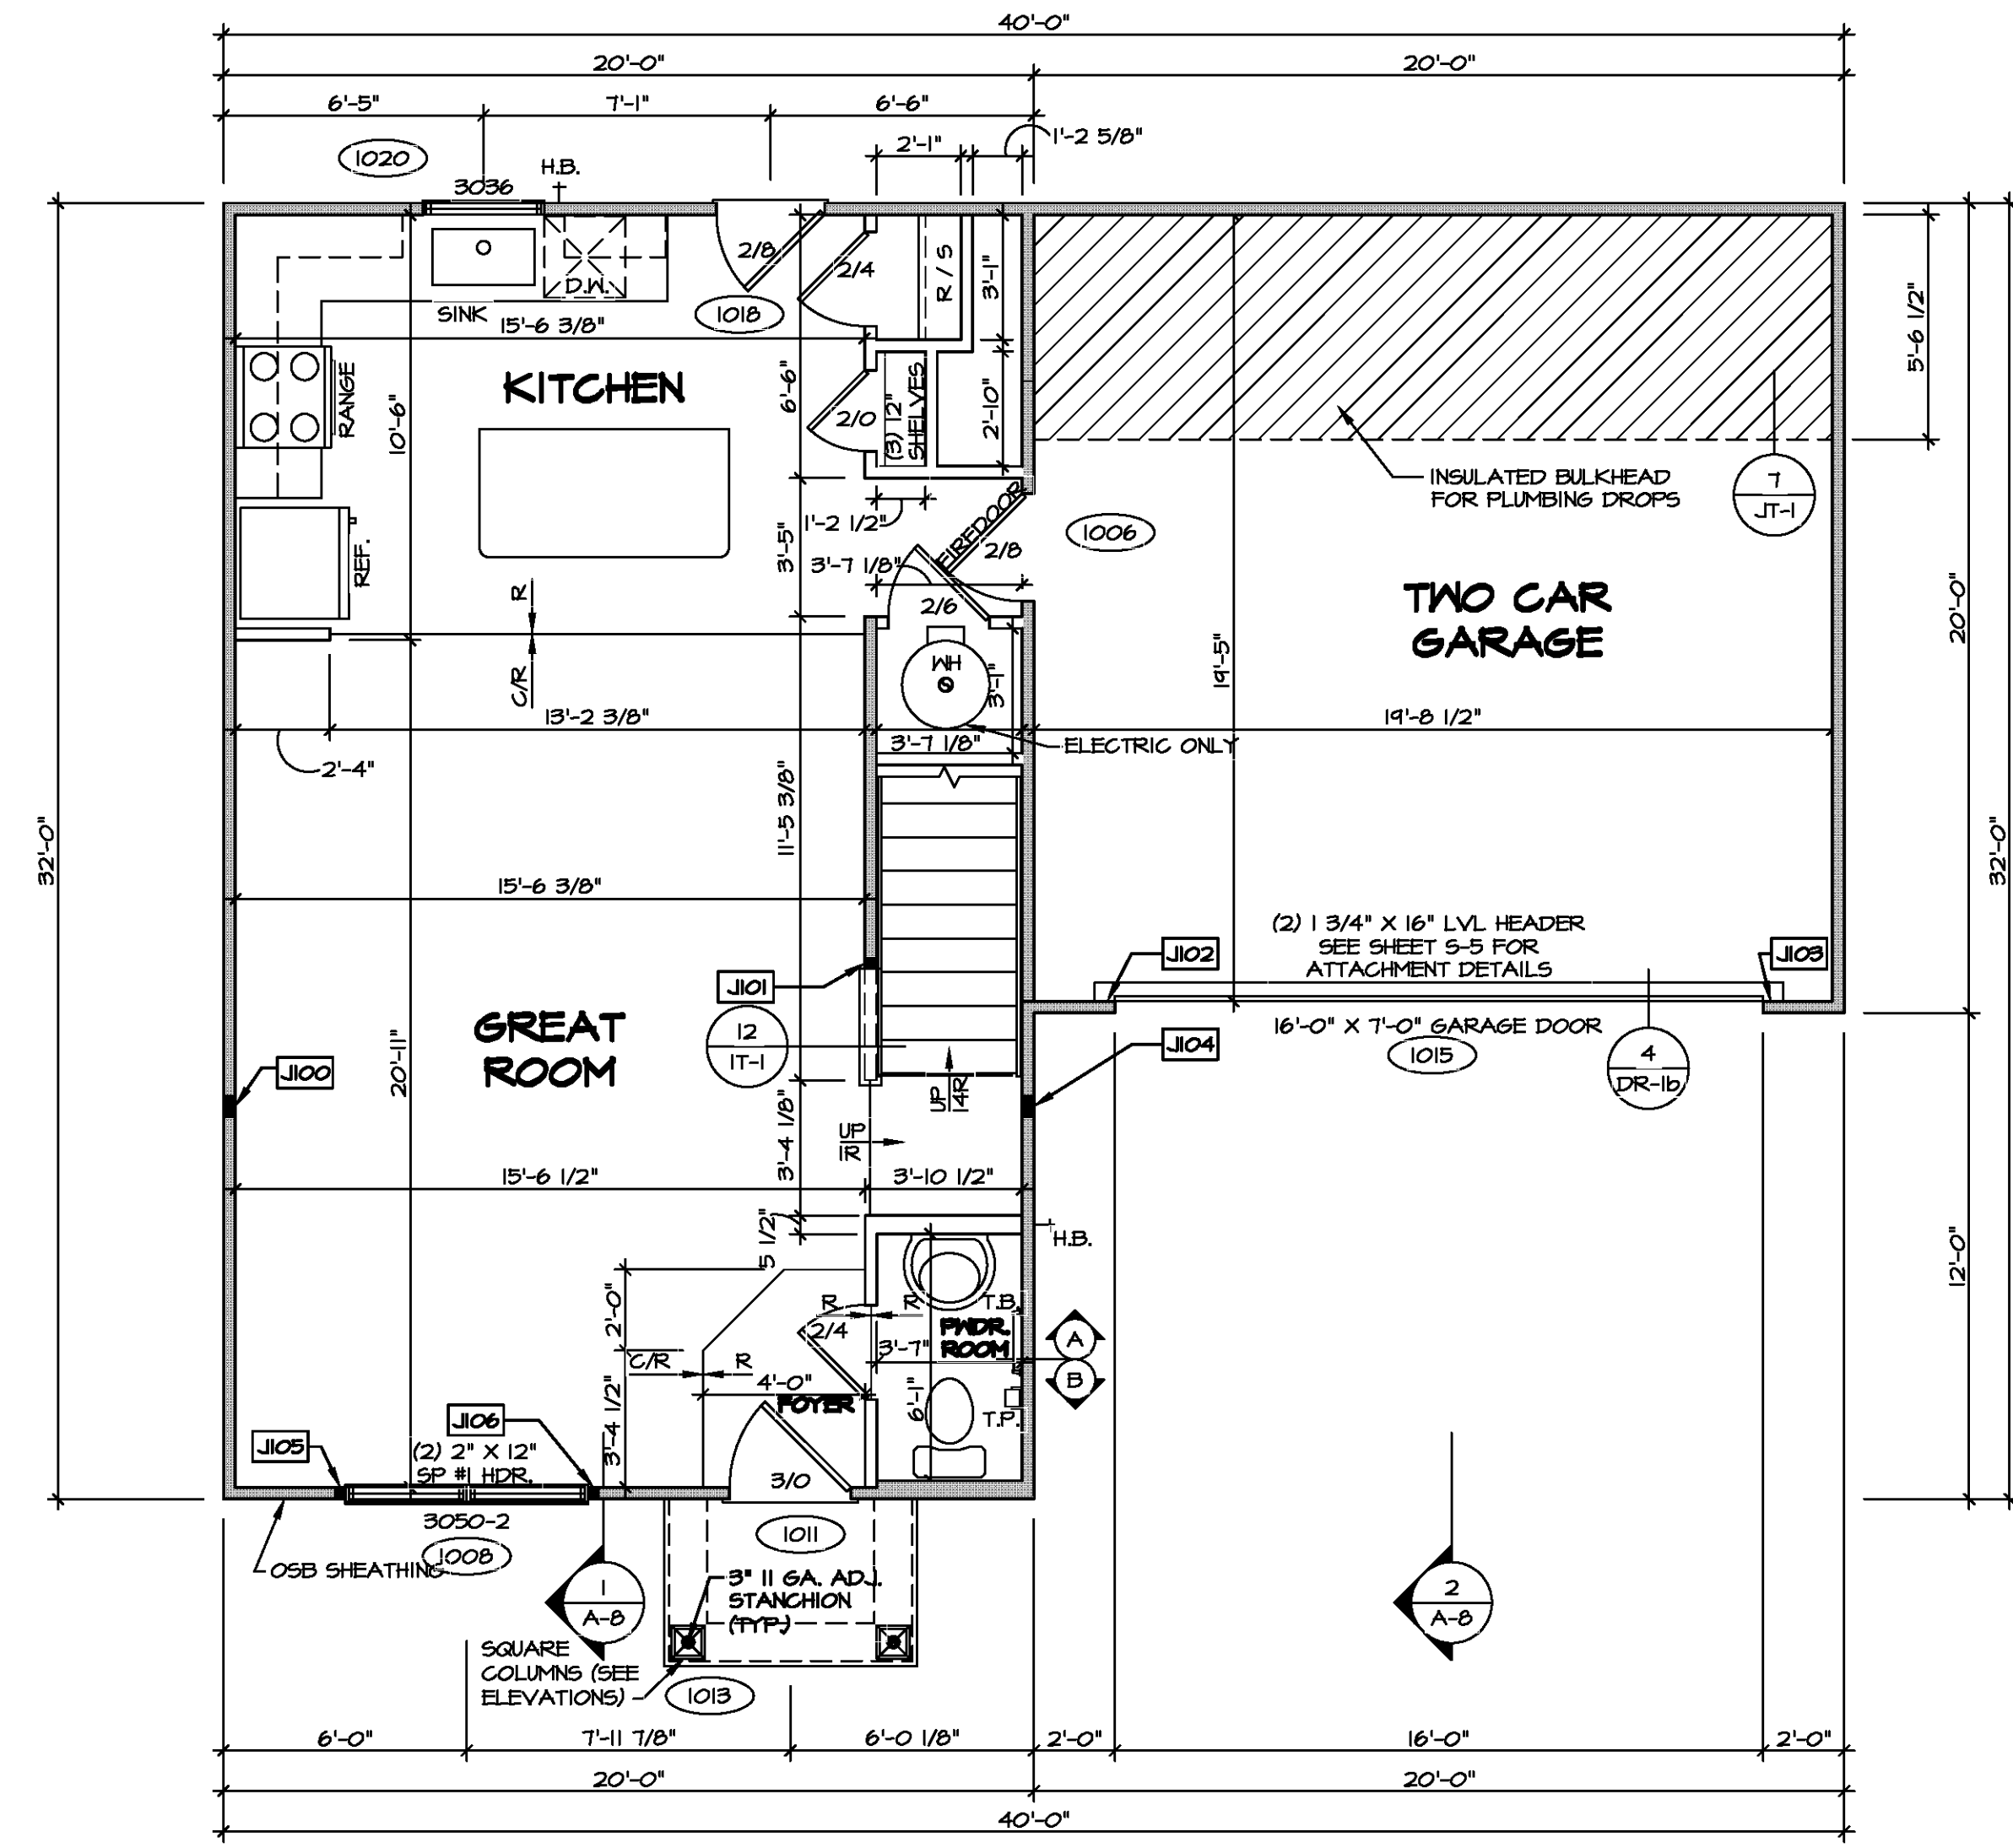 40'-0"
20'-0" 20'-0"
6'-5" 7'-1" 6'-6"
1'-2 5/8"
2'-1"
1020
H.B.
3036
2/8
2/4
R / S
3'-1"
D.W.
SINK
1018
15'-6 3/8"
5'-6 1/2"
RANGE
KITCHEN
10'-6"
6'-6"
2/0
(3) 12"
SHELVES
2'-10"
INSULATED BULKHEAD
FOR PLUMBING DROPS
7
JT-1
1'-2 1/2"
FIREDOOR
2/8
1006
REF.
3'-5"
3'-7 1/8"
2/6
R
C/R
TWO CAR
GARAGE
20'-0"
19'-5"
WH
S
3'-1"
13'-2 3/8"
19'-8 1/2"
3'-7 1/8"
ELECTRIC ONLY
2'-4"
11'-5 3/8"
32'-0"
32'-0"
15'-6 3/8"
(2) 1 3/4" X 16" LVL HEADER
SEE SHEET S-5 FOR
ATTACHMENT DETAILS
J102
J103
J101
GREAT
ROOM
12
IT-1
16'-0" X 7'-0" GARAGE DOOR
1015
J104
4
DR-1b
J100
20'-11"
UP
14R
3'-4 1/8"
UP
1R
15'-6 1/2"
3'-10 1/2"
5 1/2"
H.B.
12'-0"
2'-0"
R R
2/4
T.B.
PWDR.
ROOM
3'-7"
A
B
C/R R
4'-0"
FOYER
6'-1"
T.P.
3'-4 1/2"
J106
J105
(2) 2" X 12"
SP #1 HDR.
3/0
3050-2
1008
1011
OSB SHEATHING
3" 11 GA. ADJ.
STANCHION
(TYP.)
1
A-8
2
A-8
SQUARE
COLUMNS (SEE
ELEVATIONS)
1013
6'-0" 7'-11 7/8" 6'-0 1/8" 2'-0" 16'-0" 2'-0"
20'-0" 20'-0"
40'-0"